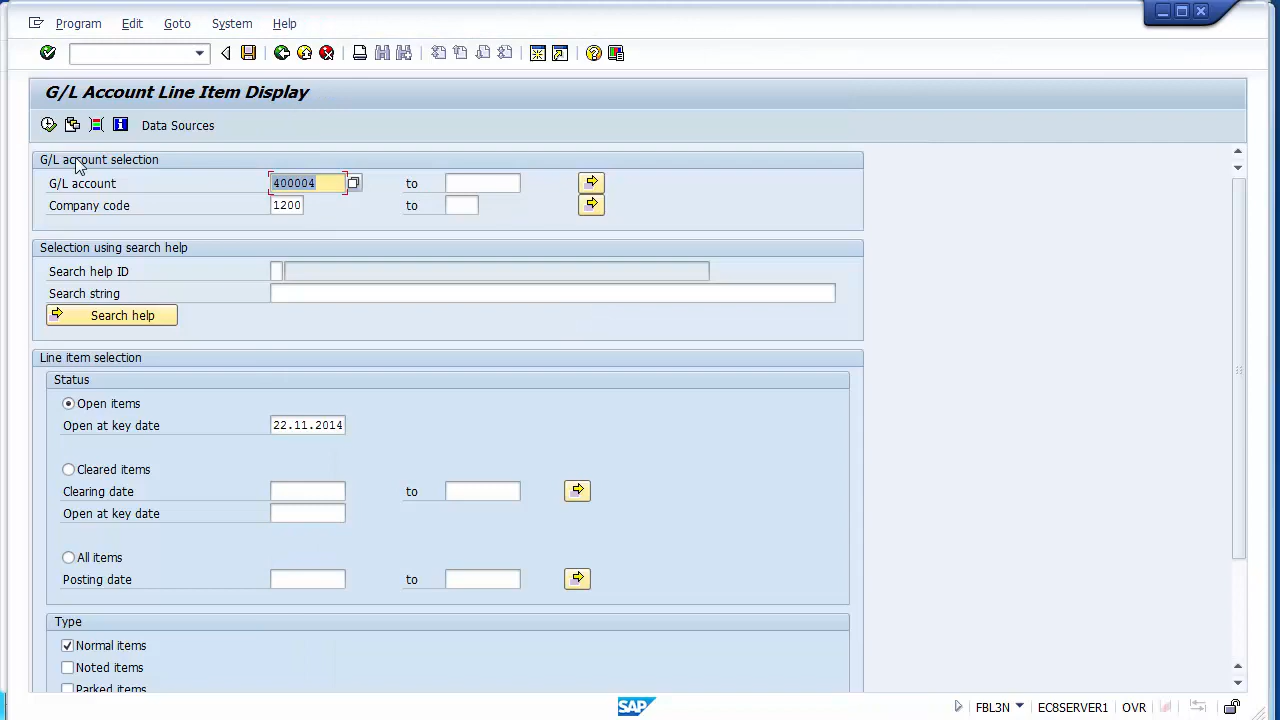 Program Edit Goto System Help
G/L Account Line Item Display
Data Sources
G/L account selection
G/L account 400004 to
Company code 1200 to
Selection using search help
Search help ID
Search string
Search help
Line item selection
Status
Open items
Open at key date 22.11.2014
Cleared items
Clearing date to
Open at key date
All items
Posting date to
Type
Normal items
Noted items
Parked items
SAP FBL3N EC8SERVER1 OVR